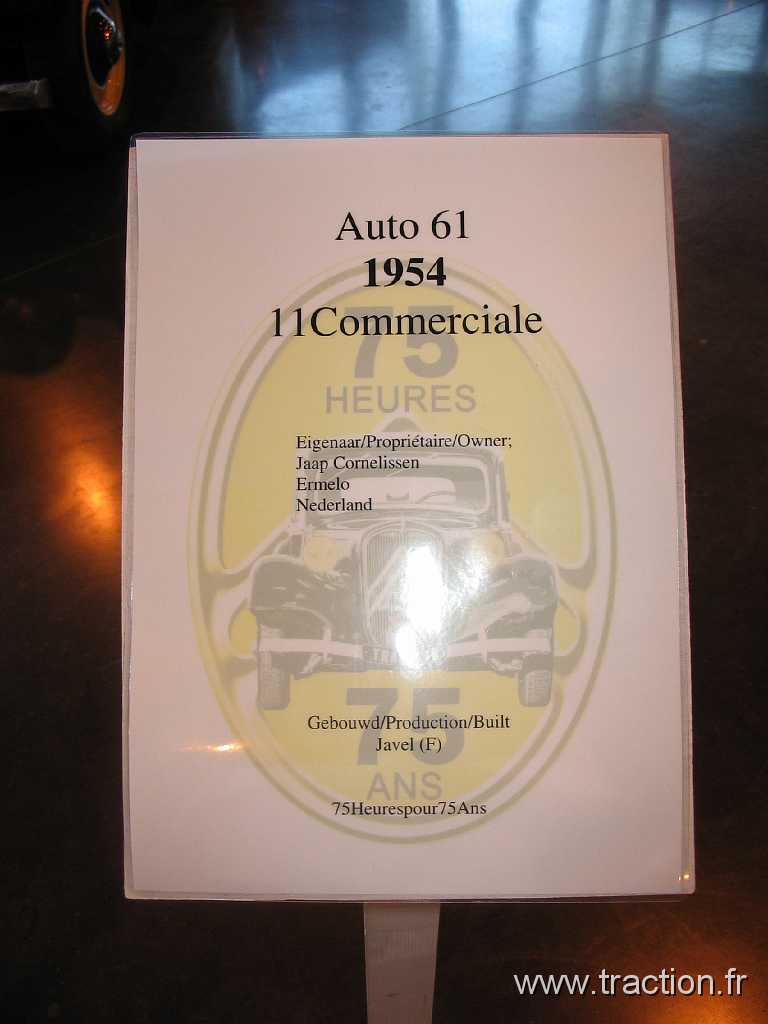 Auto 61
1954
11Commerciale
75
HEURES
Eigenaar/Propriétaire/Owner;
Jaap Cornelissen
Ermelo
Nederland
Gebouwd/Production/Built
Javel (F)
75
ANS
75Heurespour75Ans
www.traction.fr